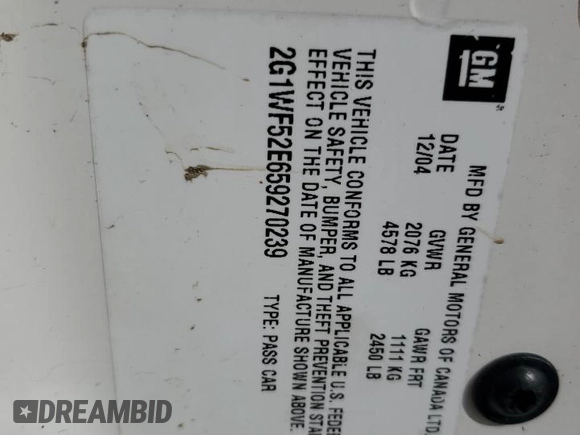 GM
MFD BY GENERAL MOTORS OF CANADA LTD
DATE GVWR GAWR FRT
12/04 2076 KG 1111 KG
4578 LB 2450 LB
THIS VEHICLE CONFORMS TO ALL APPLICABLE U.S. FEDER
VEHICLE SAFETY, BUMPER, AND THEFT PREVENTION STA
EFFECT ON THE DATE OF MANUFACTURE SHOWN ABOVE.
2G1WF52E659270239 TYPE: PASS CAR
DREAMBID